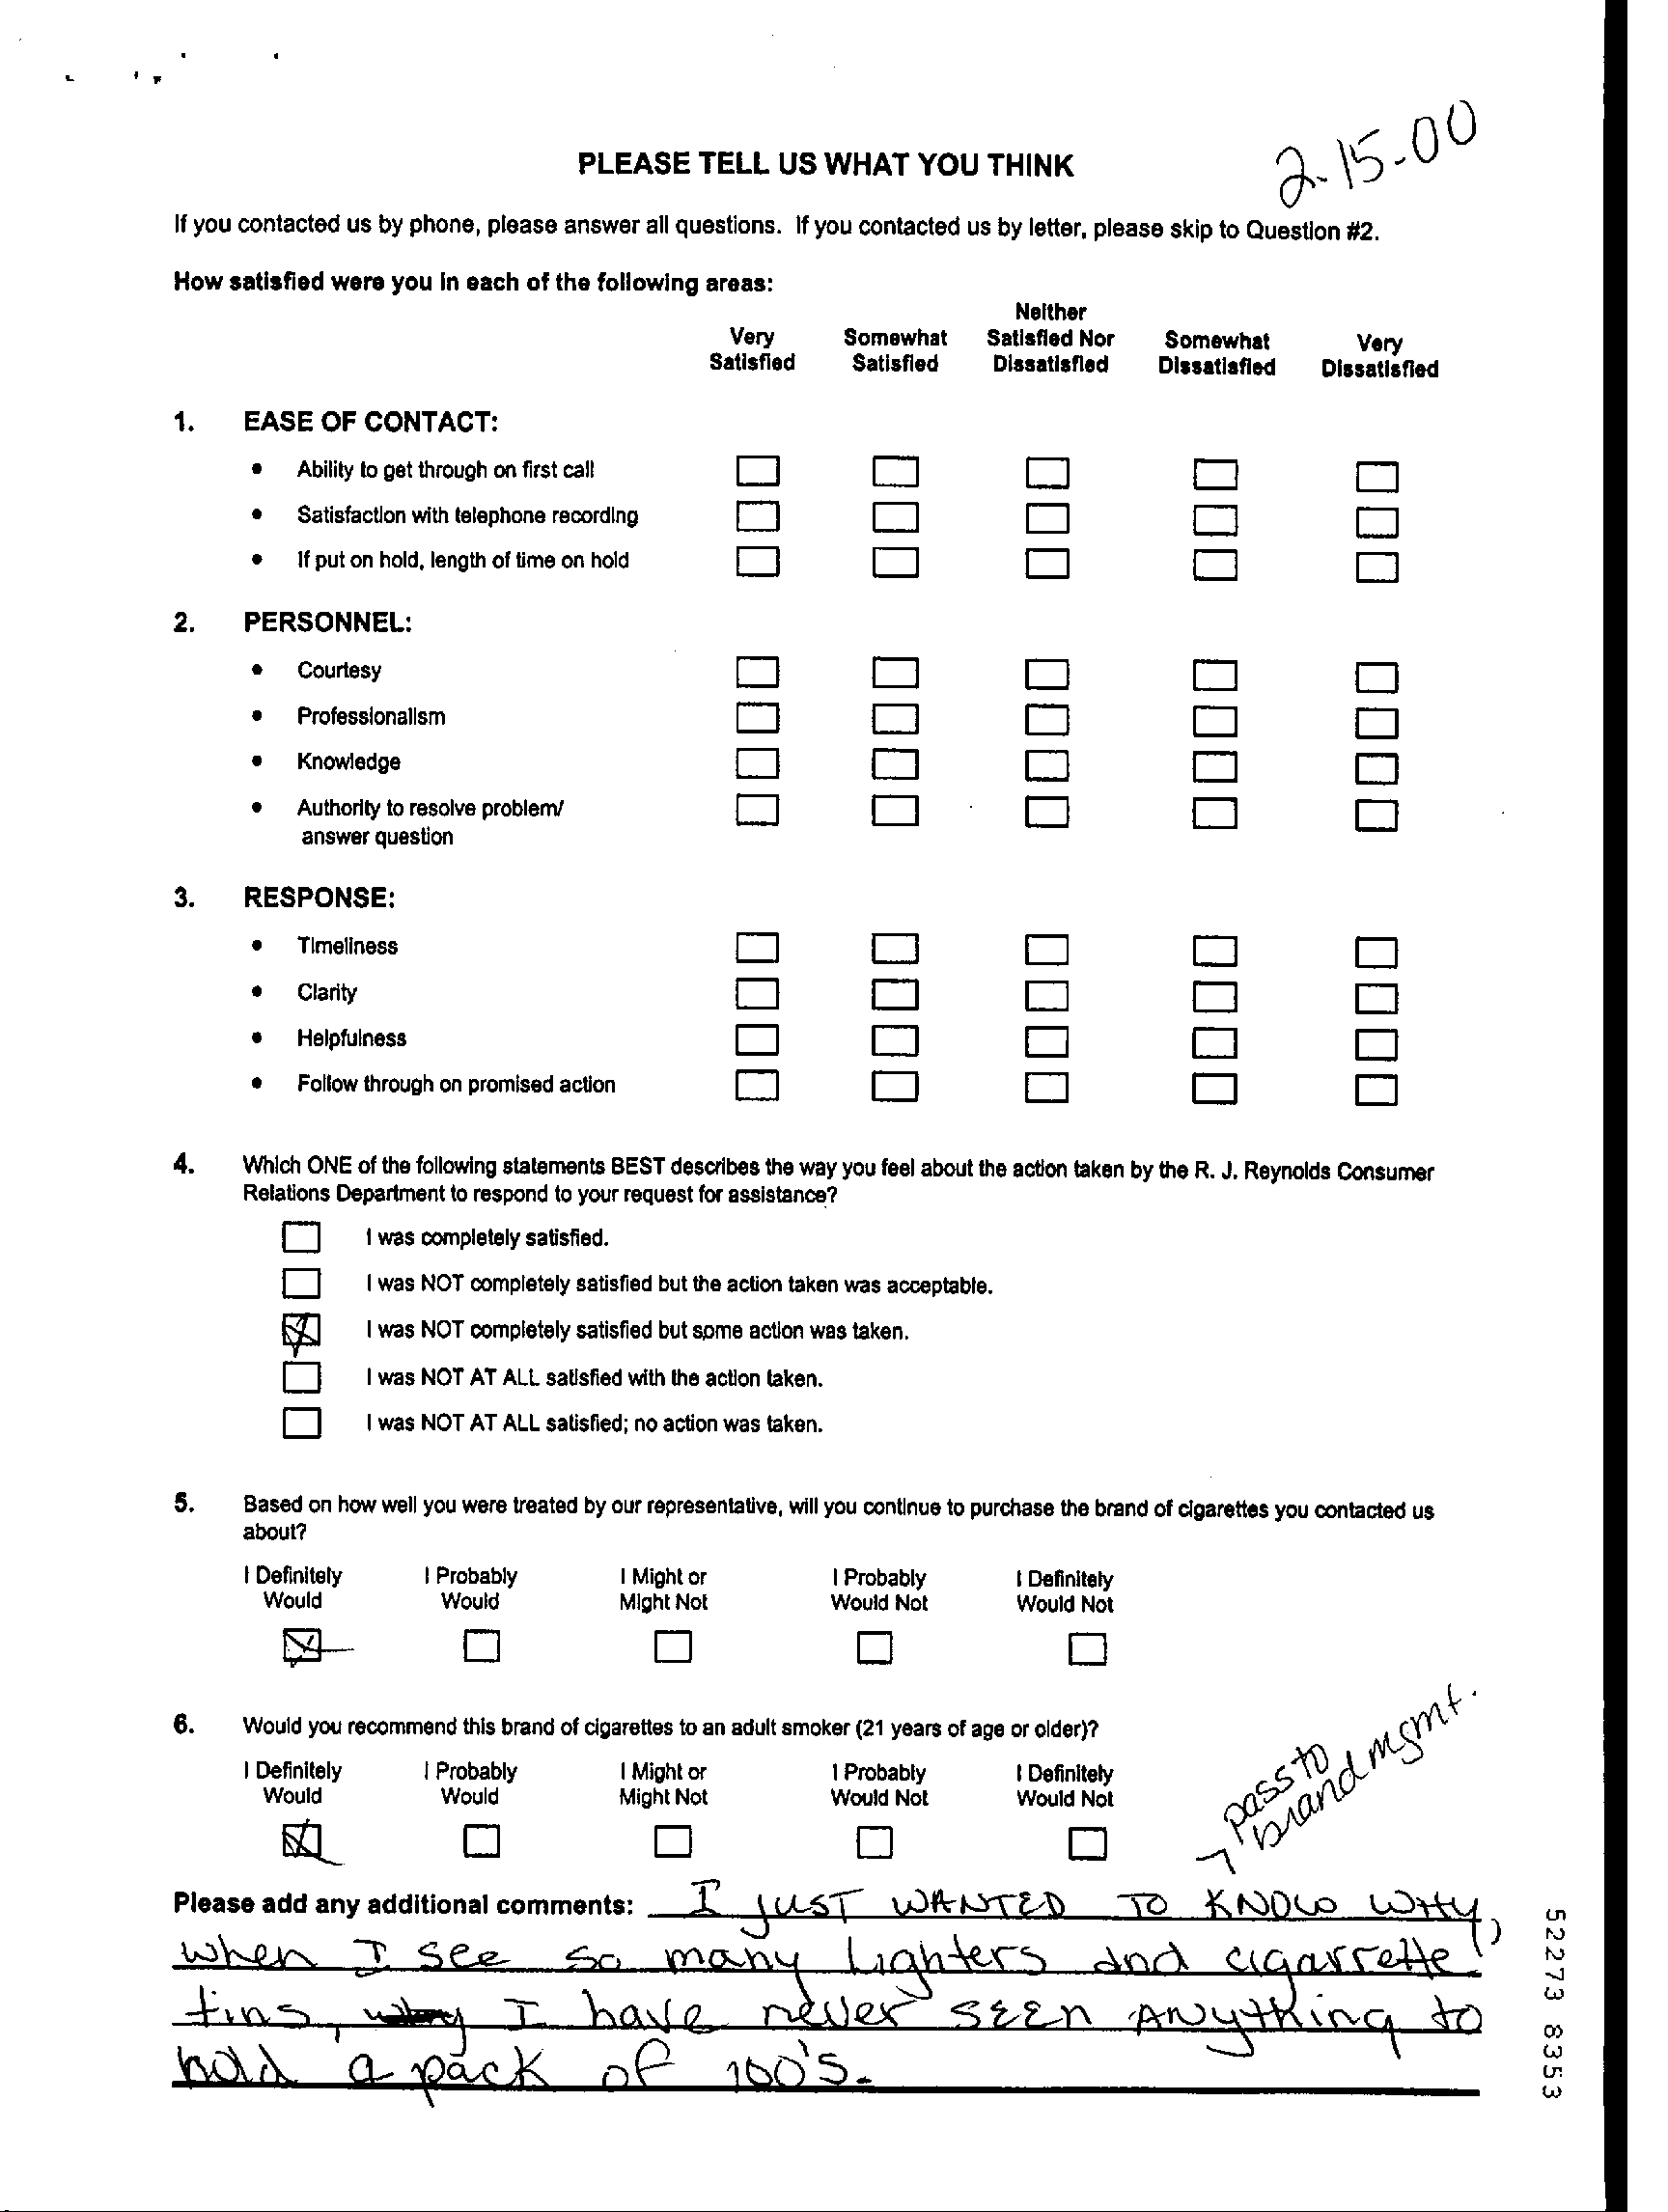 2-15-00
PLEASE TELL US WHAT YOU THINK
If you contacted us by phone, please answer all questions. If you contacted us by letter, please skip to Question #2.
How satisfied were you in each of the following areas:
Very Satisfied Somewhat Satisfied Neither Satisfied Nor Dissatisfied Somewhat Dissatisfied Very Dissatisfied
1. EASE OF CONTACT:
• Ability to get through on first call
• Satisfaction with telephone recording
• If put on hold, length of time on hold
2. PERSONNEL:
• Courtesy
• Professionalism
• Knowledge
• Authority to resolve problem/
answer question
3. RESPONSE:
• Timeliness
• Clarity
• Helpfulness
• Follow through on promised action
4. Which ONE of the following statements BEST describes the way you feel about the action taken by the R. J. Reynolds Consumer
Relations Department to respond to your request for assistance?
I was completely satisfied.
I was NOT completely satisfied but the action taken was acceptable.
I was NOT completely satisfied but some action was taken.
I was NOT AT ALL satisfied with the action taken.
I was NOT AT ALL satisfied; no action was taken.
5. Based on how well you were treated by our representative, will you continue to purchase the brand of cigarettes you contacted us
about?
I Definitely Would I Probably Would I Might or Might Not I Probably Would Not I Definitely Would Not
6. Would you recommend this brand of cigarettes to an adult smoker (21 years of age or older)?
I Definitely Would I Probably Would I Might or Might Not I Probably Would Not I Definitely Would Not
pass to
brand mgmt.
Please add any additional comments: I JUST WANTED TO KNOW WHY,
when I see so many Lighters and cigarrette
tins, I have never seen Anything to
hold a pack of 100's.
52273 8353